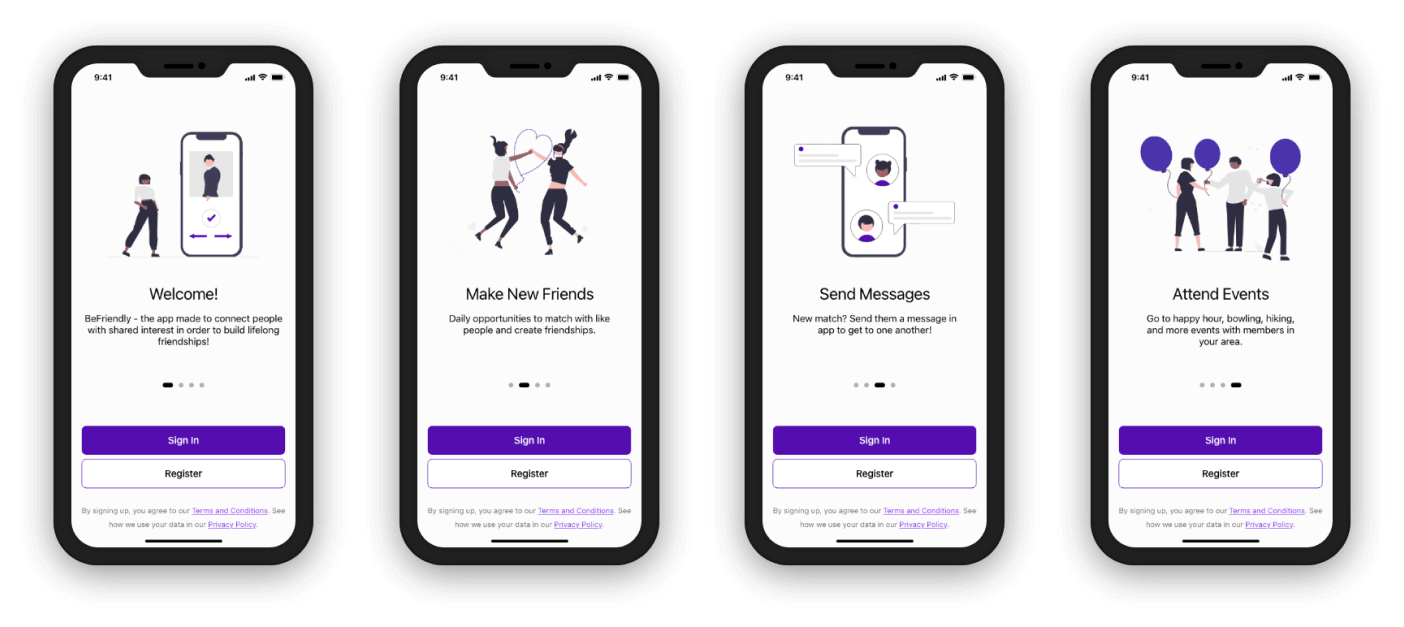 9:41
Welcome!
BeFriendly - the app made to connect people
with shared interest in order to build lifelong
friendships!
Sign In
Register
By signing up, you agree to our Terms and Conditions. See
how we use your data in our Privacy Policy.
9:41
Make New Friends
Daily opportunities to match with like
people and create friendships.
Sign In
Register
By signing up, you agree to our Terms and Conditions. See
how we use your data in our Privacy Policy.
9:41
Send Messages
New match? Send them a message in
app to get to one another!
Sign In
Register
By signing up, you agree to our Terms and Conditions. See
how we use your data in our Privacy Policy.
9:41
Attend Events
Go to happy hour, bowling, hiking,
and more events with members in
your area.
Sign In
Register
By signing up, you agree to our Terms and Conditions. See
how we use your data in our Privacy Policy.